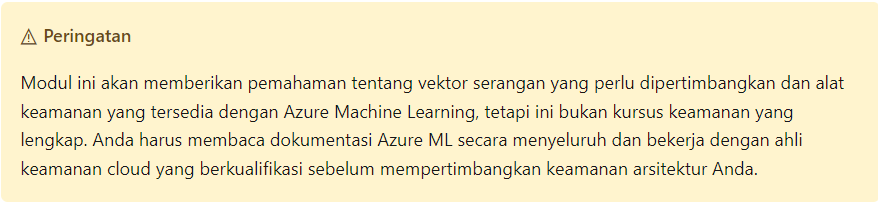 ⚠ Peringatan
Modul ini akan memberikan pemahaman tentang vektor serangan yang perlu dipertimbangkan dan alat
keamanan yang tersedia dengan Azure Machine Learning, tetapi ini bukan kursus keamanan yang
lengkap. Anda harus membaca dokumentasi Azure ML secara menyeluruh dan bekerja dengan ahli
keamanan cloud yang berkualifikasi sebelum mempertimbangkan keamanan arsitektur Anda.